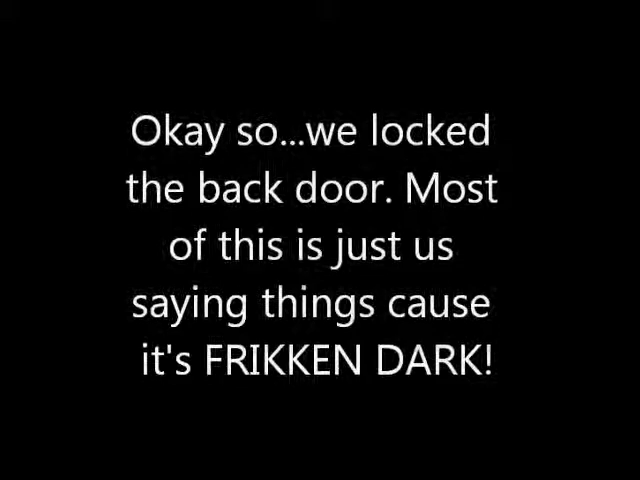 Okay so...we locked
the back door. Most
of this is just us
saying things cause
it's FRIKKEN DARK!